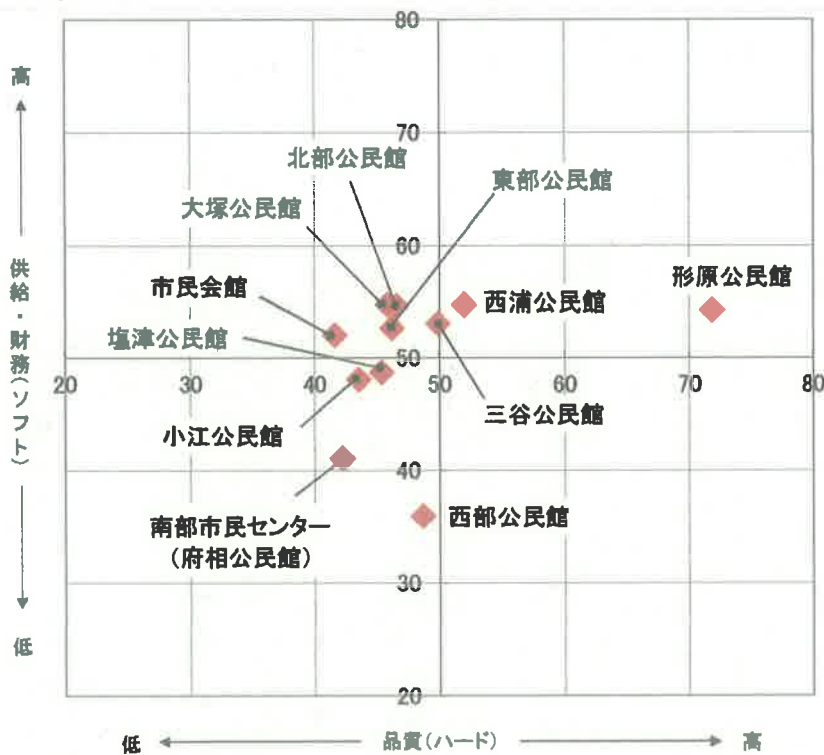 80
高
70
北部公民館
東部公民館
大塚公民館
60
市民会館
西浦公民館
形原公民館
供給・財務(ソフト)
塩津公民館
20
30
40
50
60
70
80
小江公民館
三谷公民館
40
南部市民センター
(府相公民館)
西部公民館
30
低
20
低
品質(ハード)
高